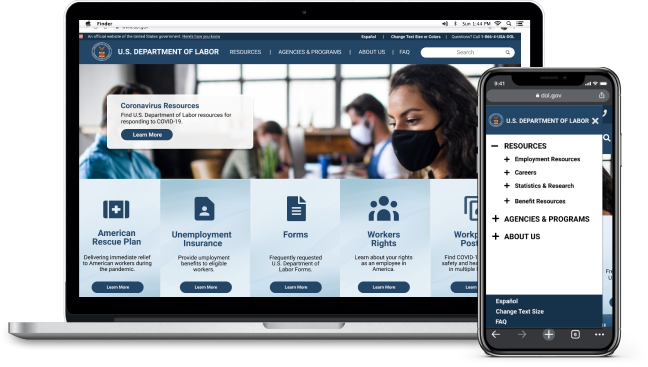 Finder
Sun 1:44 PM
An official website of the United States government. Here's how you know
Español | Change Text Size or Colors | Questions? Call 1-866-4-USA-DOL
U.S. DEPARTMENT OF LABOR
RESOURCES | AGENCIES & PROGRAMS | ABOUT US | FAQ
Search
Coronavirus Resources
Find U.S. Department of Labor resources for
responding to COVID-19.
Learn More
American
Rescue Plan
Delivering immediate relief
to American workers during
the pandemic.
Learn More
Unemployment
Insurance
Provide umployment
benefits to eligible
workers.
Learn More
Forms
Frequently requested
U.S. Department of
Labor Forms.
Learn More
Workers
Rights
Learn about your rights
as an employee in
America.
Learn More
Workp
Post
Find COVID-1
safety and hea
in multiple l
Learn
9:41
dol.gov
U.S. DEPARTMENT OF LABOR
RESOURCES
Employment Resources
Careers
Statistics & Research
Benefit Resources
AGENCIES & PROGRAMS
ABOUT US
Español
Change Text Size
FAQ